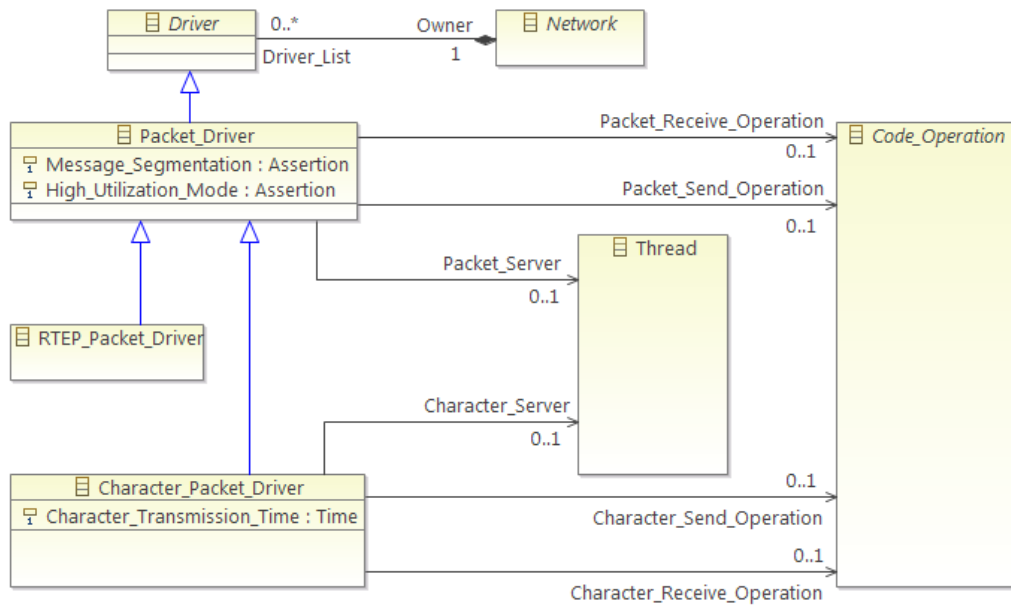 Driver
0..*
Owner
Network
Driver_List
1
Packet_Driver
Message_Segmentation : Assertion
High_Utilization_Mode : Assertion
Packet_Receive_Operation
0..1
Code_Operation
Packet_Send_Operation
0..1
Thread
Packet_Server
0..1
RTEP_Packet_Driver
Character_Server
0..1
Character_Packet_Driver
Character_Transmission_Time : Time
0..1
Character_Send_Operation
0..1
Character_Receive_Operation